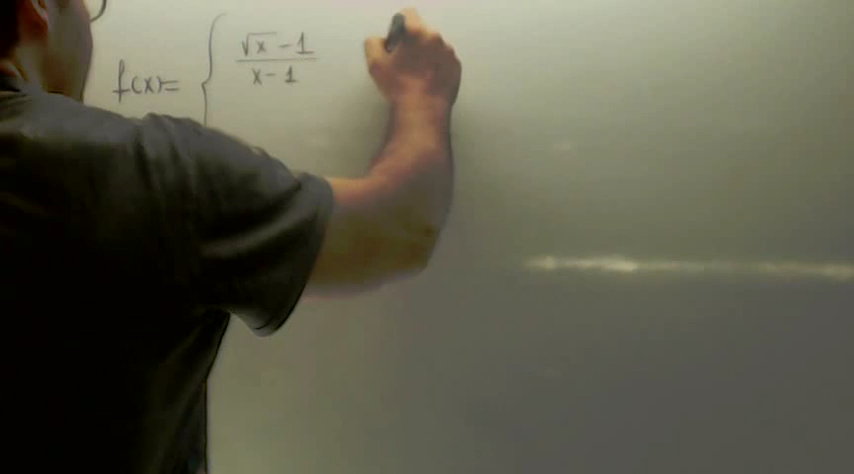 f(x)= { (√x - 1)/(x - 1)